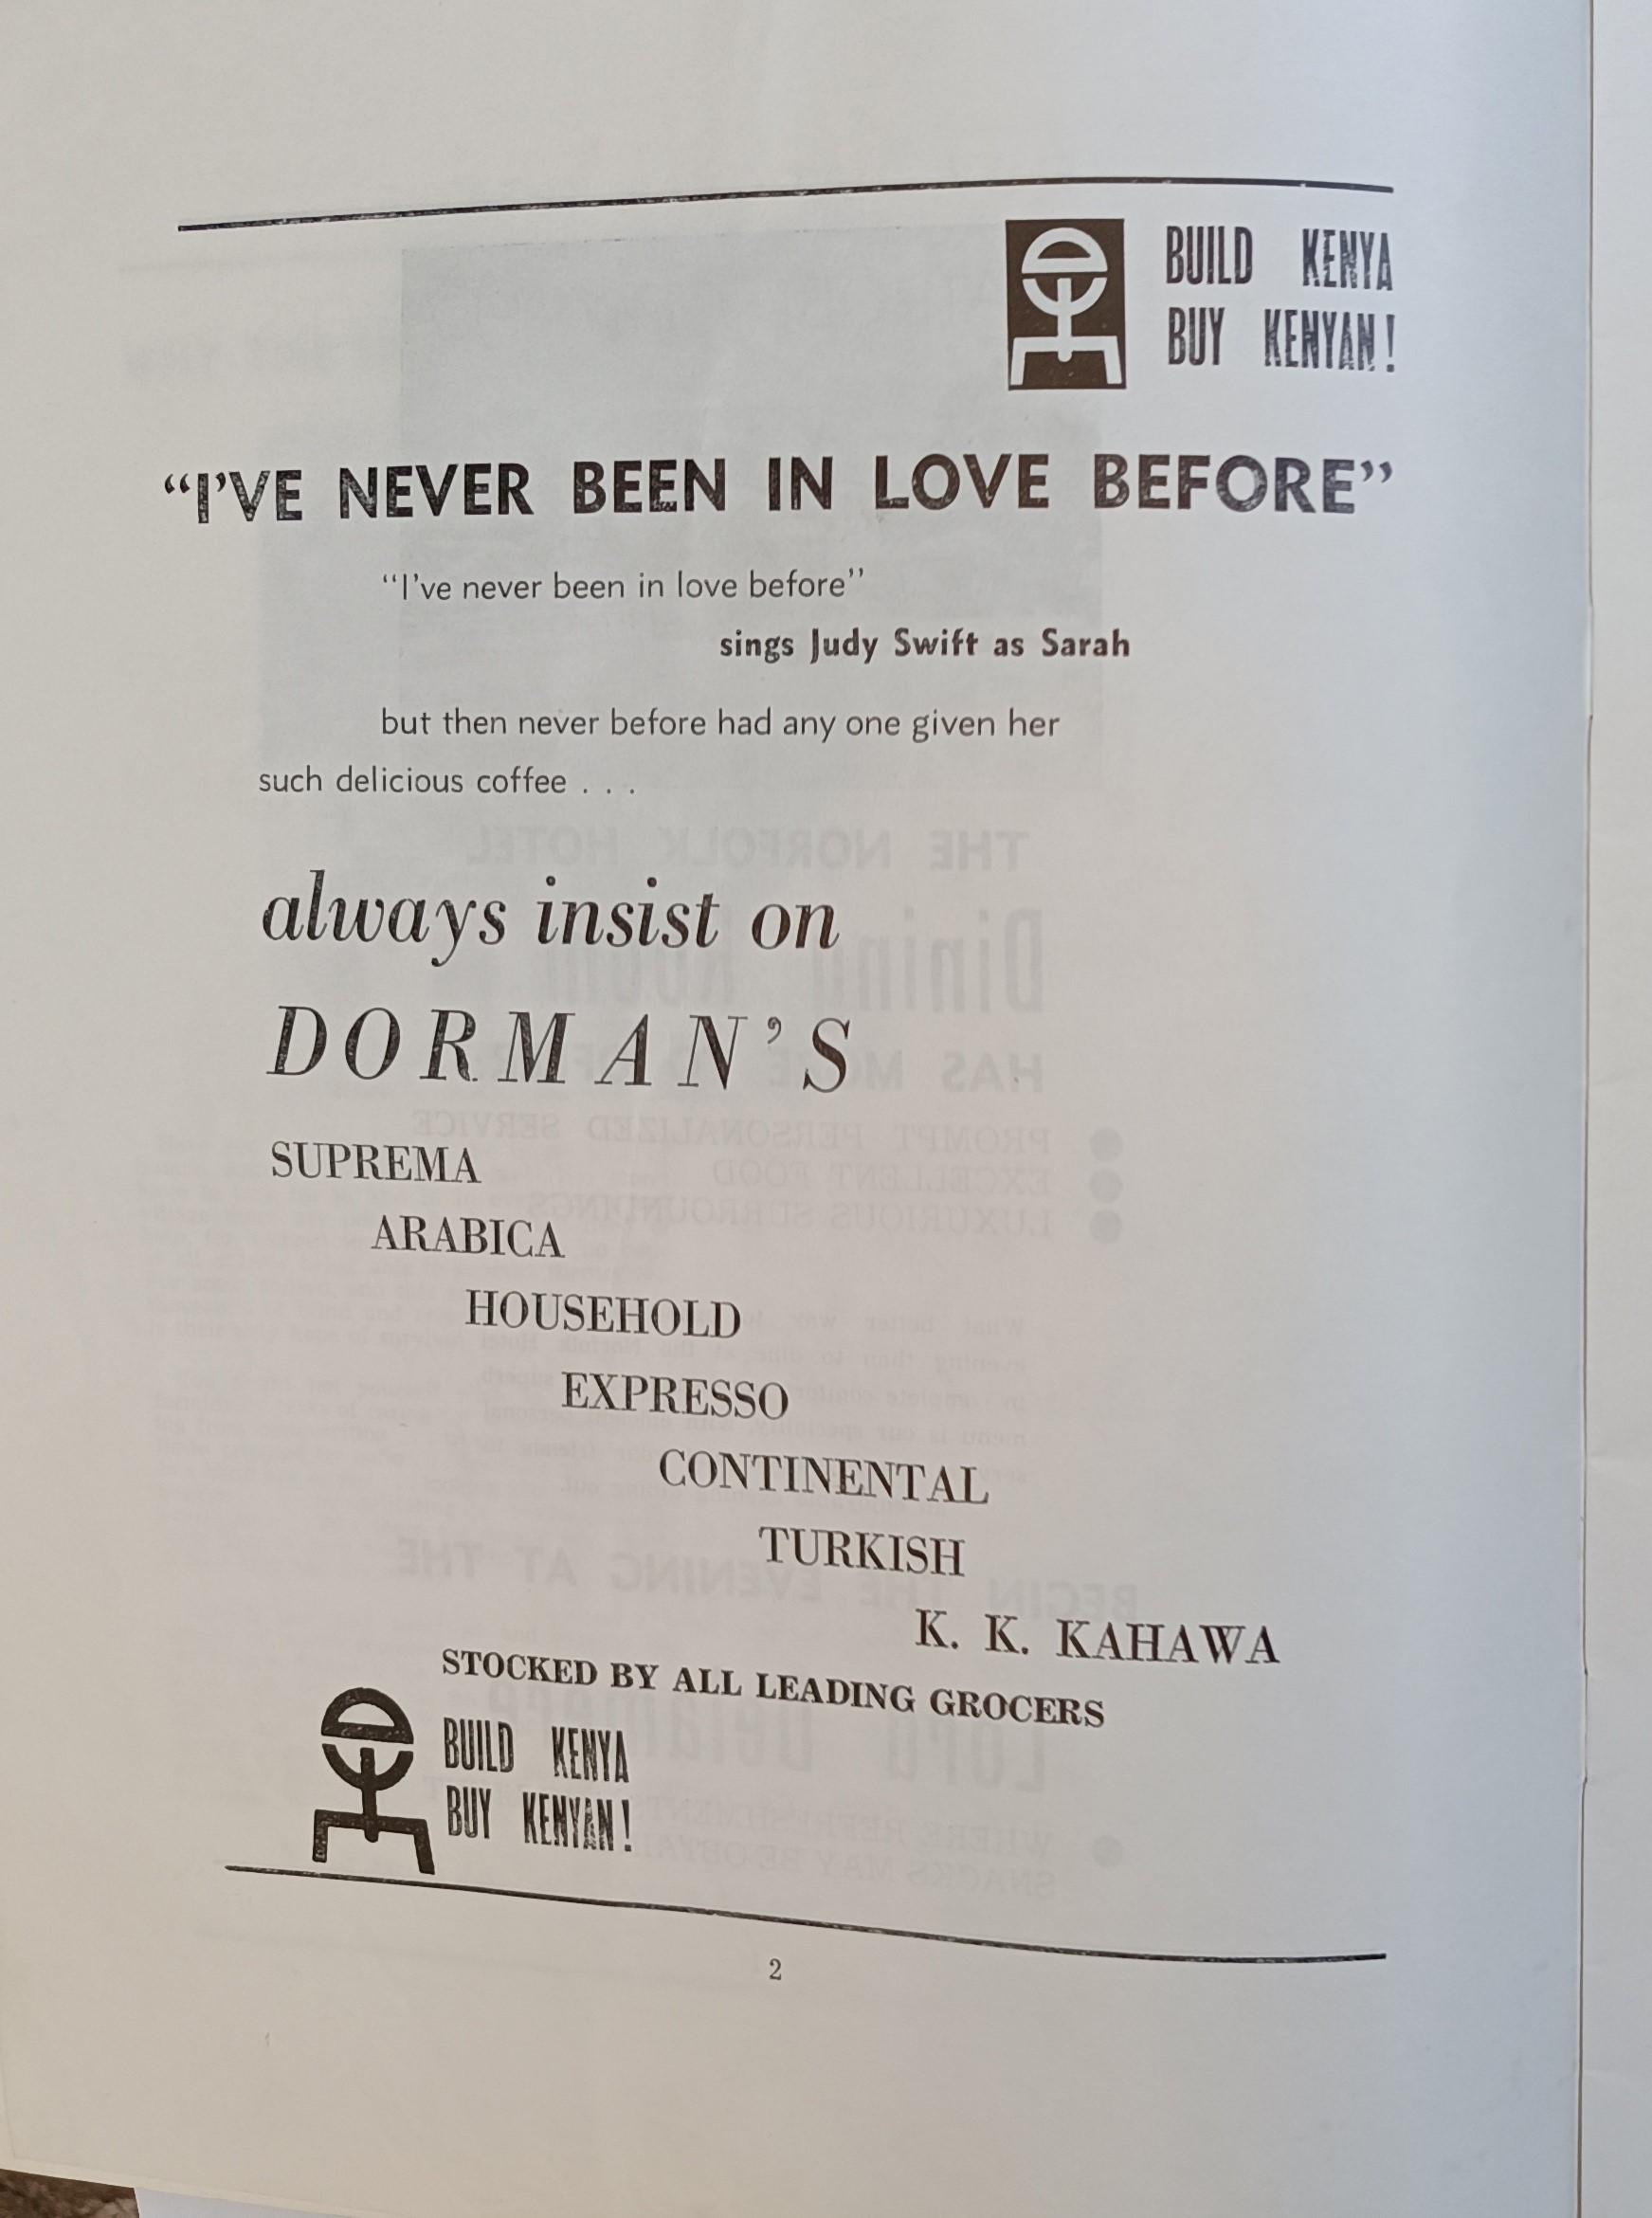 BUILD KENYA
BUY KENYAN!
“I’VE NEVER BEEN IN LOVE BEFORE”
“I’ve never been in love before”
sings Judy Swift as Sarah
but then never before had any one given her
such delicious coffee . . .
always insist on
DORMAN’S
SUPREMA
ARABICA
HOUSEHOLD
EXPRESSO
CONTINENTAL
TURKISH
K. K. KAHAWA
STOCKED BY ALL LEADING GROCERS
BUILD KENYA
BUY KENYAN!
2